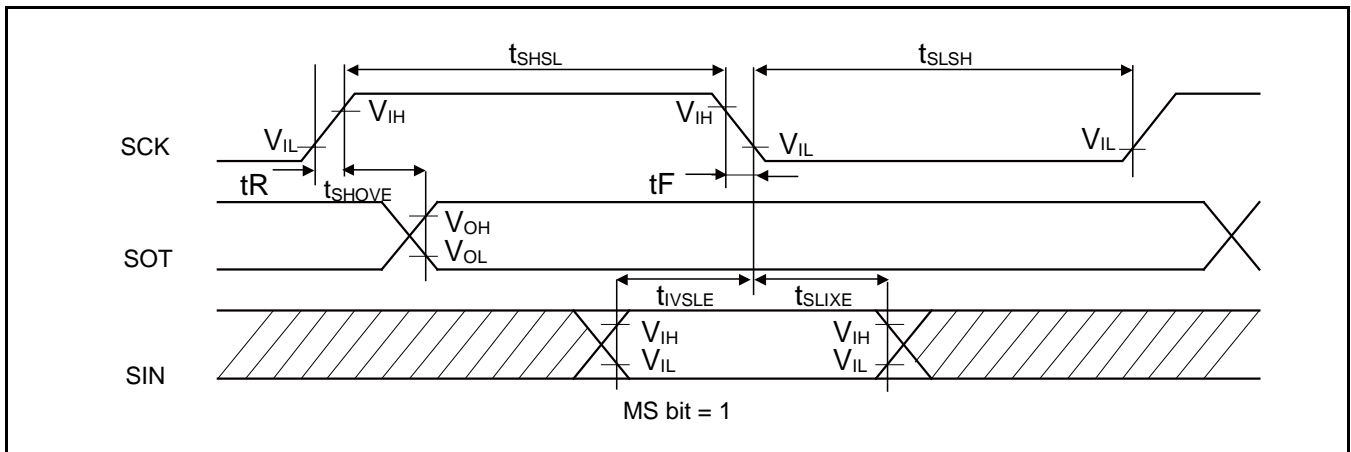 tSHSL tSLSH
VIH VIH
SCK VIL VIL VIL
tR tSHOVE tF
VOH
SOT VOL
tIVSLE tSLIXE
VIH VIH
VIL VIL
SIN
MS bit = 1